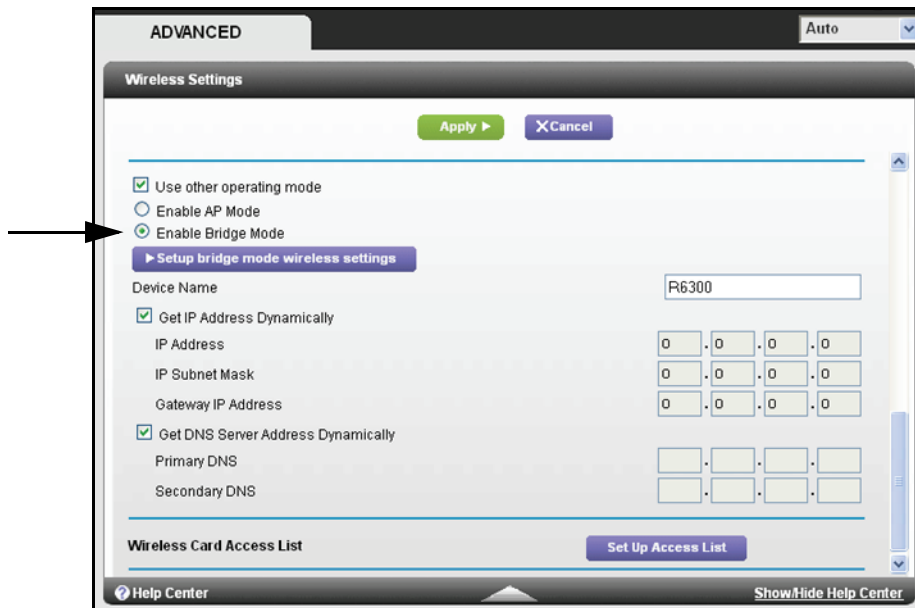 ADVANCED
Auto
Wireless Settings
Apply
Cancel
Use other operating mode
Enable AP Mode
Enable Bridge Mode
Setup bridge mode wireless settings
Device Name R6300
Get IP Address Dynamically
IP Address 0 . 0 . 0 . 0
IP Subnet Mask 0 . 0 . 0 . 0
Gateway IP Address 0 . 0 . 0 . 0
Get DNS Server Address Dynamically
Primary DNS . . .
Secondary DNS . . .
Wireless Card Access List Set Up Access List
Help Center Show/Hide Help Center